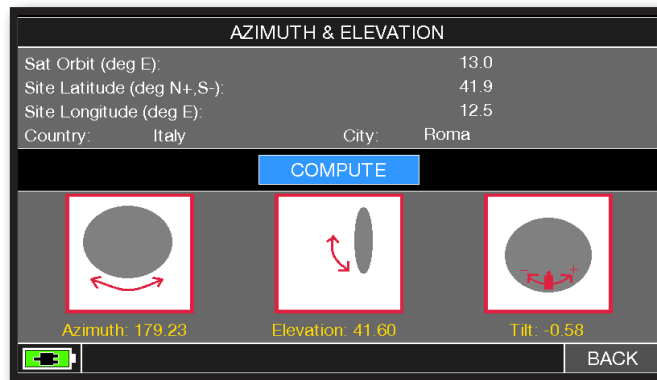 AZIMUTH & ELEVATION
Sat Orbit (deg E): 13.0
Site Latitude (deg N+,S-): 41.9
Site Longitude (deg E): 12.5
Country: Italy City: Roma
COMPUTE
- +
Azimuth: 179.23 Elevation: 41.60 Tilt: -0.58
BACK